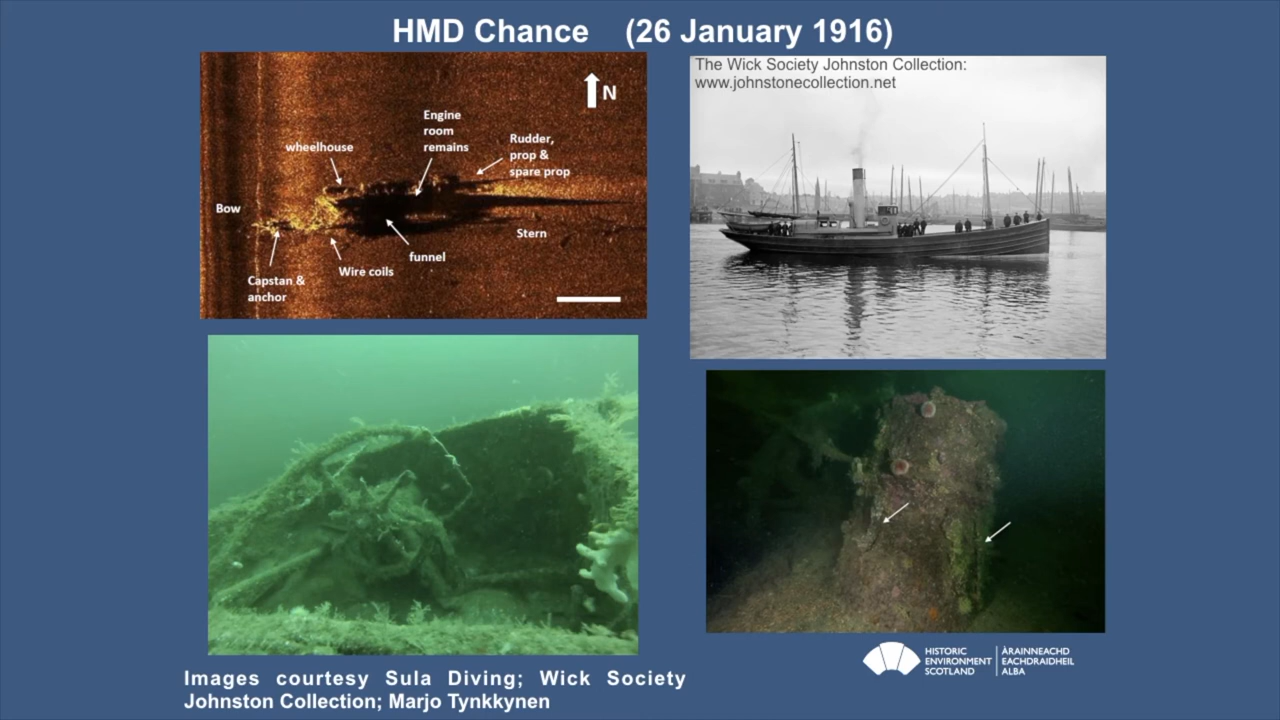 HMD Chance (26 January 1916)
N
Engine
room
remains
wheelhouse
Rudder,
prop &
spare prop
Bow
Stern
funnel
Wire coils
Capstan &
anchor
The Wick Society Johnston Collection:
www.johnstonecollection.net
HISTORIC
ENVIRONMENT
SCOTLAND
ÀRAINNEACHD
EACHDRAIDHEIL
ALBA
Images courtesy Sula Diving; Wick Society
Johnston Collection; Marjo Tynkkynen